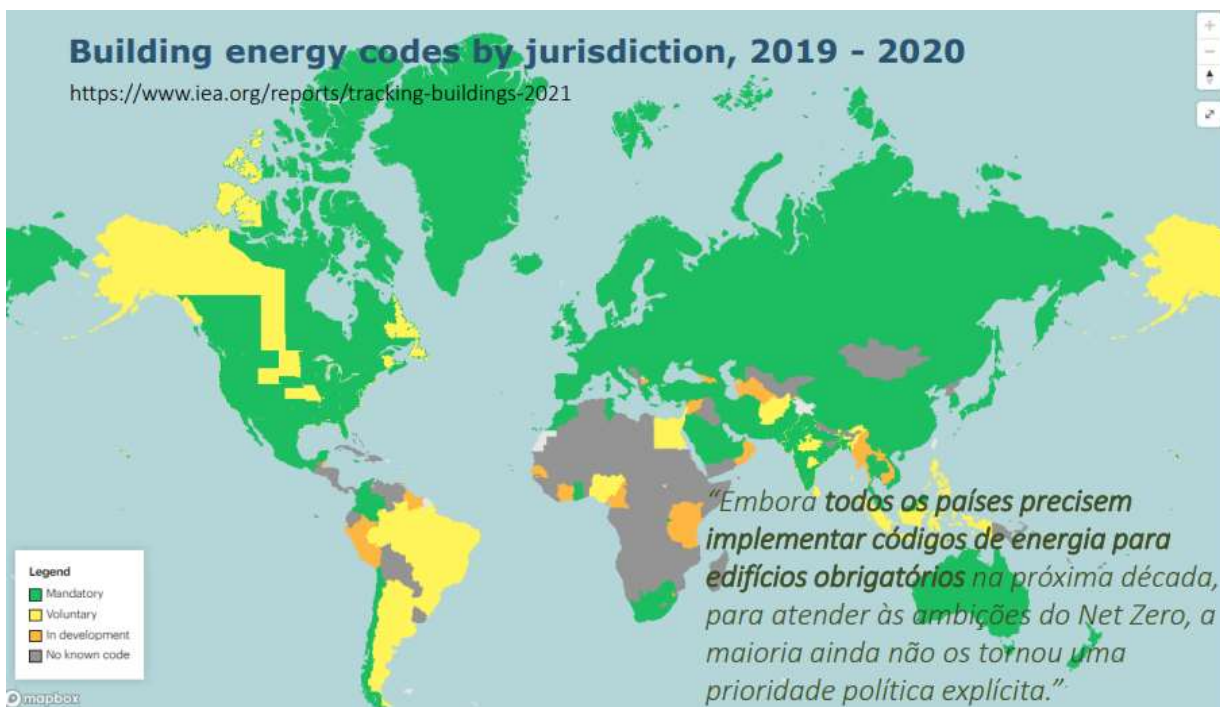 Building energy codes by jurisdiction, 2019 - 2020
https://www.iea.org/reports/tracking-buildings-2021
“Embora todos os países precisem
implementar códigos de energia para
edifícios obrigatórios na próxima década,
para atender às ambições do Net Zero, a
maioria ainda não os tornou uma
prioridade política explícita.”
Legend
Mandatory
Voluntary
In development
No known code
mapbox